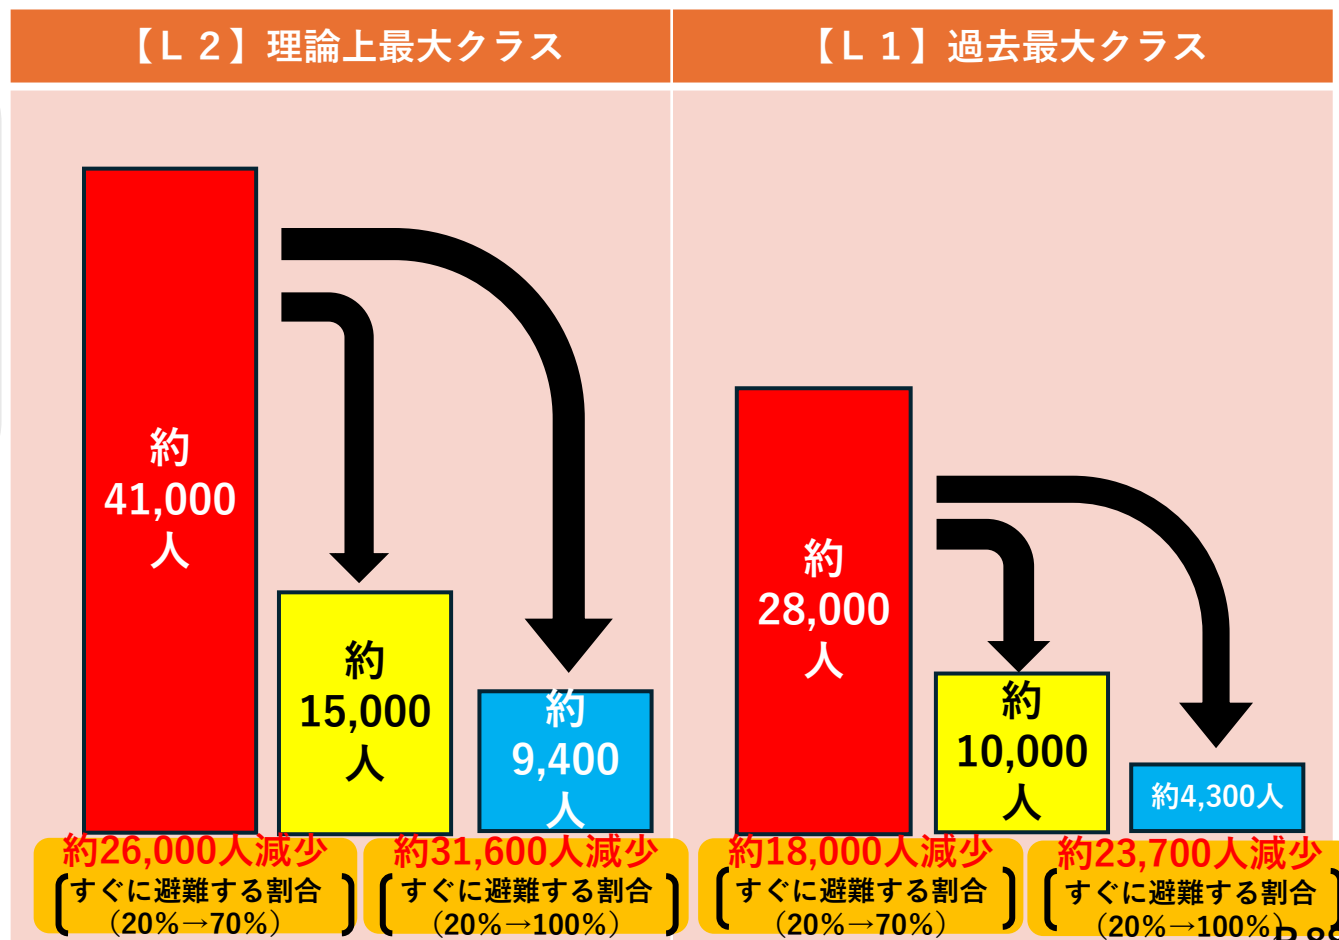 【Ｌ２】理論上最大クラス
【Ｌ１】過去最大クラス
約
41,000
人
約
15,000
人
約
9,400
人
約
28,000
人
約
10,000
人
約4,300人
約26,000人減少
すぐに避難する割合
（20%→70%）
約31,600人減少
すぐに避難する割合
（20%→100%）
約18,000人減少
すぐに避難する割合
（20%→70%）
約23,700人減少
すぐに避難する割合
（20%→100%）